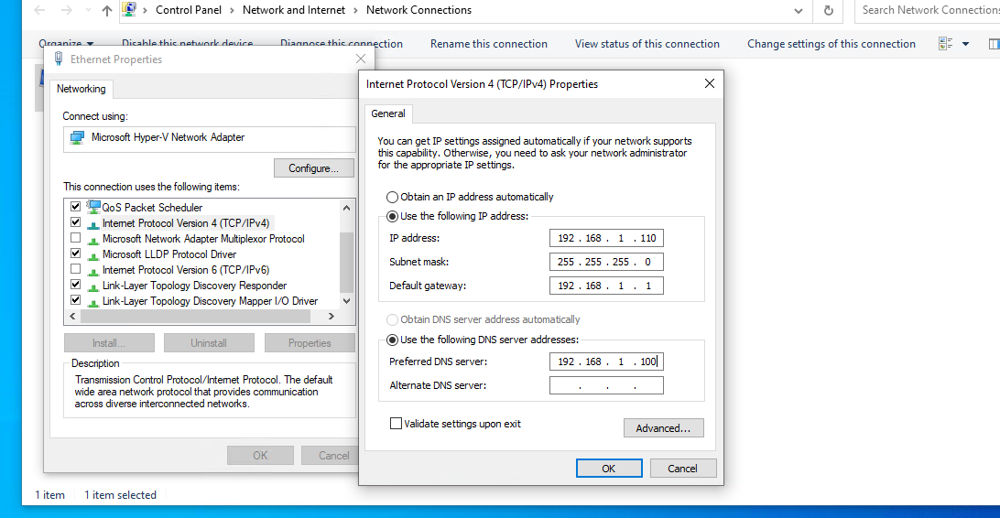 Control Panel > Network and Internet > Network Connections
Search Network Connections
Organize Disable this network device Diagnose this connection Rename this connection View status of this connection Change settings of this connection
Ethernet Properties
Networking
Connect using:
Microsoft Hyper-V Network Adapter
Configure...
This connection uses the following items:
QoS Packet Scheduler
Internet Protocol Version 4 (TCP/IPv4)
Microsoft Network Adapter Multiplexor Protocol
Microsoft LLDP Protocol Driver
Internet Protocol Version 6 (TCP/IPv6)
Link-Layer Topology Discovery Responder
Link-Layer Topology Discovery Mapper I/O Driver
Install... Uninstall Properties
Description
Transmission Control Protocol/Internet Protocol. The default
wide area network protocol that provides communication
across diverse interconnected networks.
OK Cancel
Internet Protocol Version 4 (TCP/IPv4) Properties
General
You can get IP settings assigned automatically if your network supports
this capability. Otherwise, you need to ask your network administrator
for the appropriate IP settings.
Obtain an IP address automatically
Use the following IP address:
IP address: 192 . 168 . 1 . 110
Subnet mask: 255 . 255 . 255 . 0
Default gateway: 192 . 168 . 1 . 1
Obtain DNS server address automatically
Use the following DNS server addresses:
Preferred DNS server: 192 . 168 . 1 . 100
Alternate DNS server: . . .
Validate settings upon exit
Advanced...
OK Cancel
1 item 1 item selected